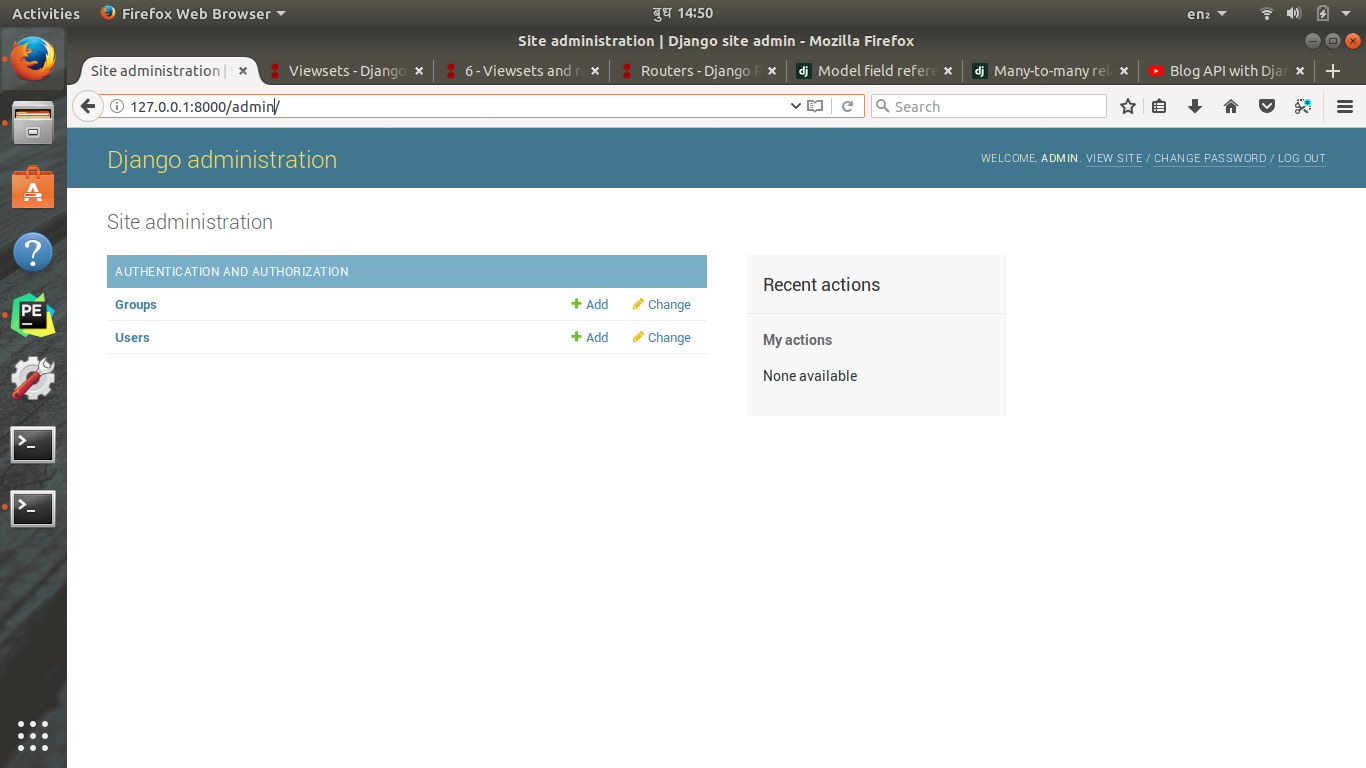 Activities Firefox Web Browser बुध 14:50 en₂
Site administration | Django site admin - Mozilla Firefox
Site administration | Viewsets - Django 6 - Viewsets and Routers - Django Model field refere Many-to-many rel Blog API with Djan
127.0.0.1:8000/admin/ Search
Django administration WELCOME, ADMIN. VIEW SITE / CHANGE PASSWORD / LOG OUT
Site administration
AUTHENTICATION AND AUTHORIZATION
Groups Add Change
Users Add Change
Recent actions
My actions
None available
PE